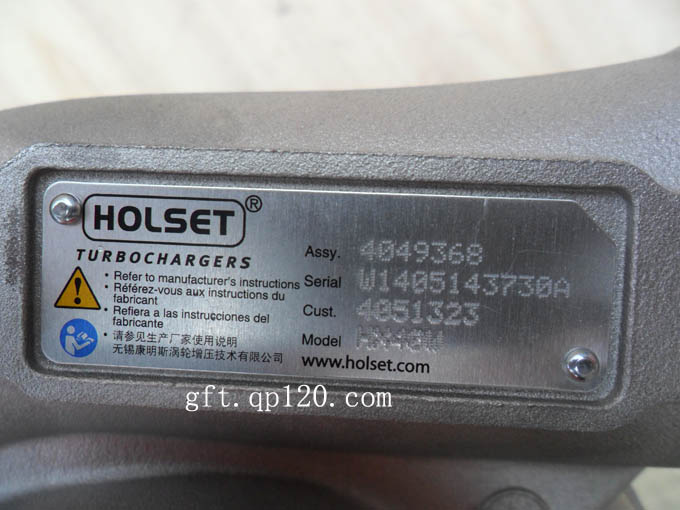 HOLSET®
TURBOCHARGERS
• Refer to manufacturer's instructions
• Référez-vous aux instructions du
fabricant
• Refiera a las instrucciones del
fabricante
• 请参见生产厂家使用说明
无锡康明斯涡轮增压技术有限公司
Assy. 4049368
Serial W1405143730A
Cust. 4051323
Model HX40W
www.holset.com
gft.qp120.com